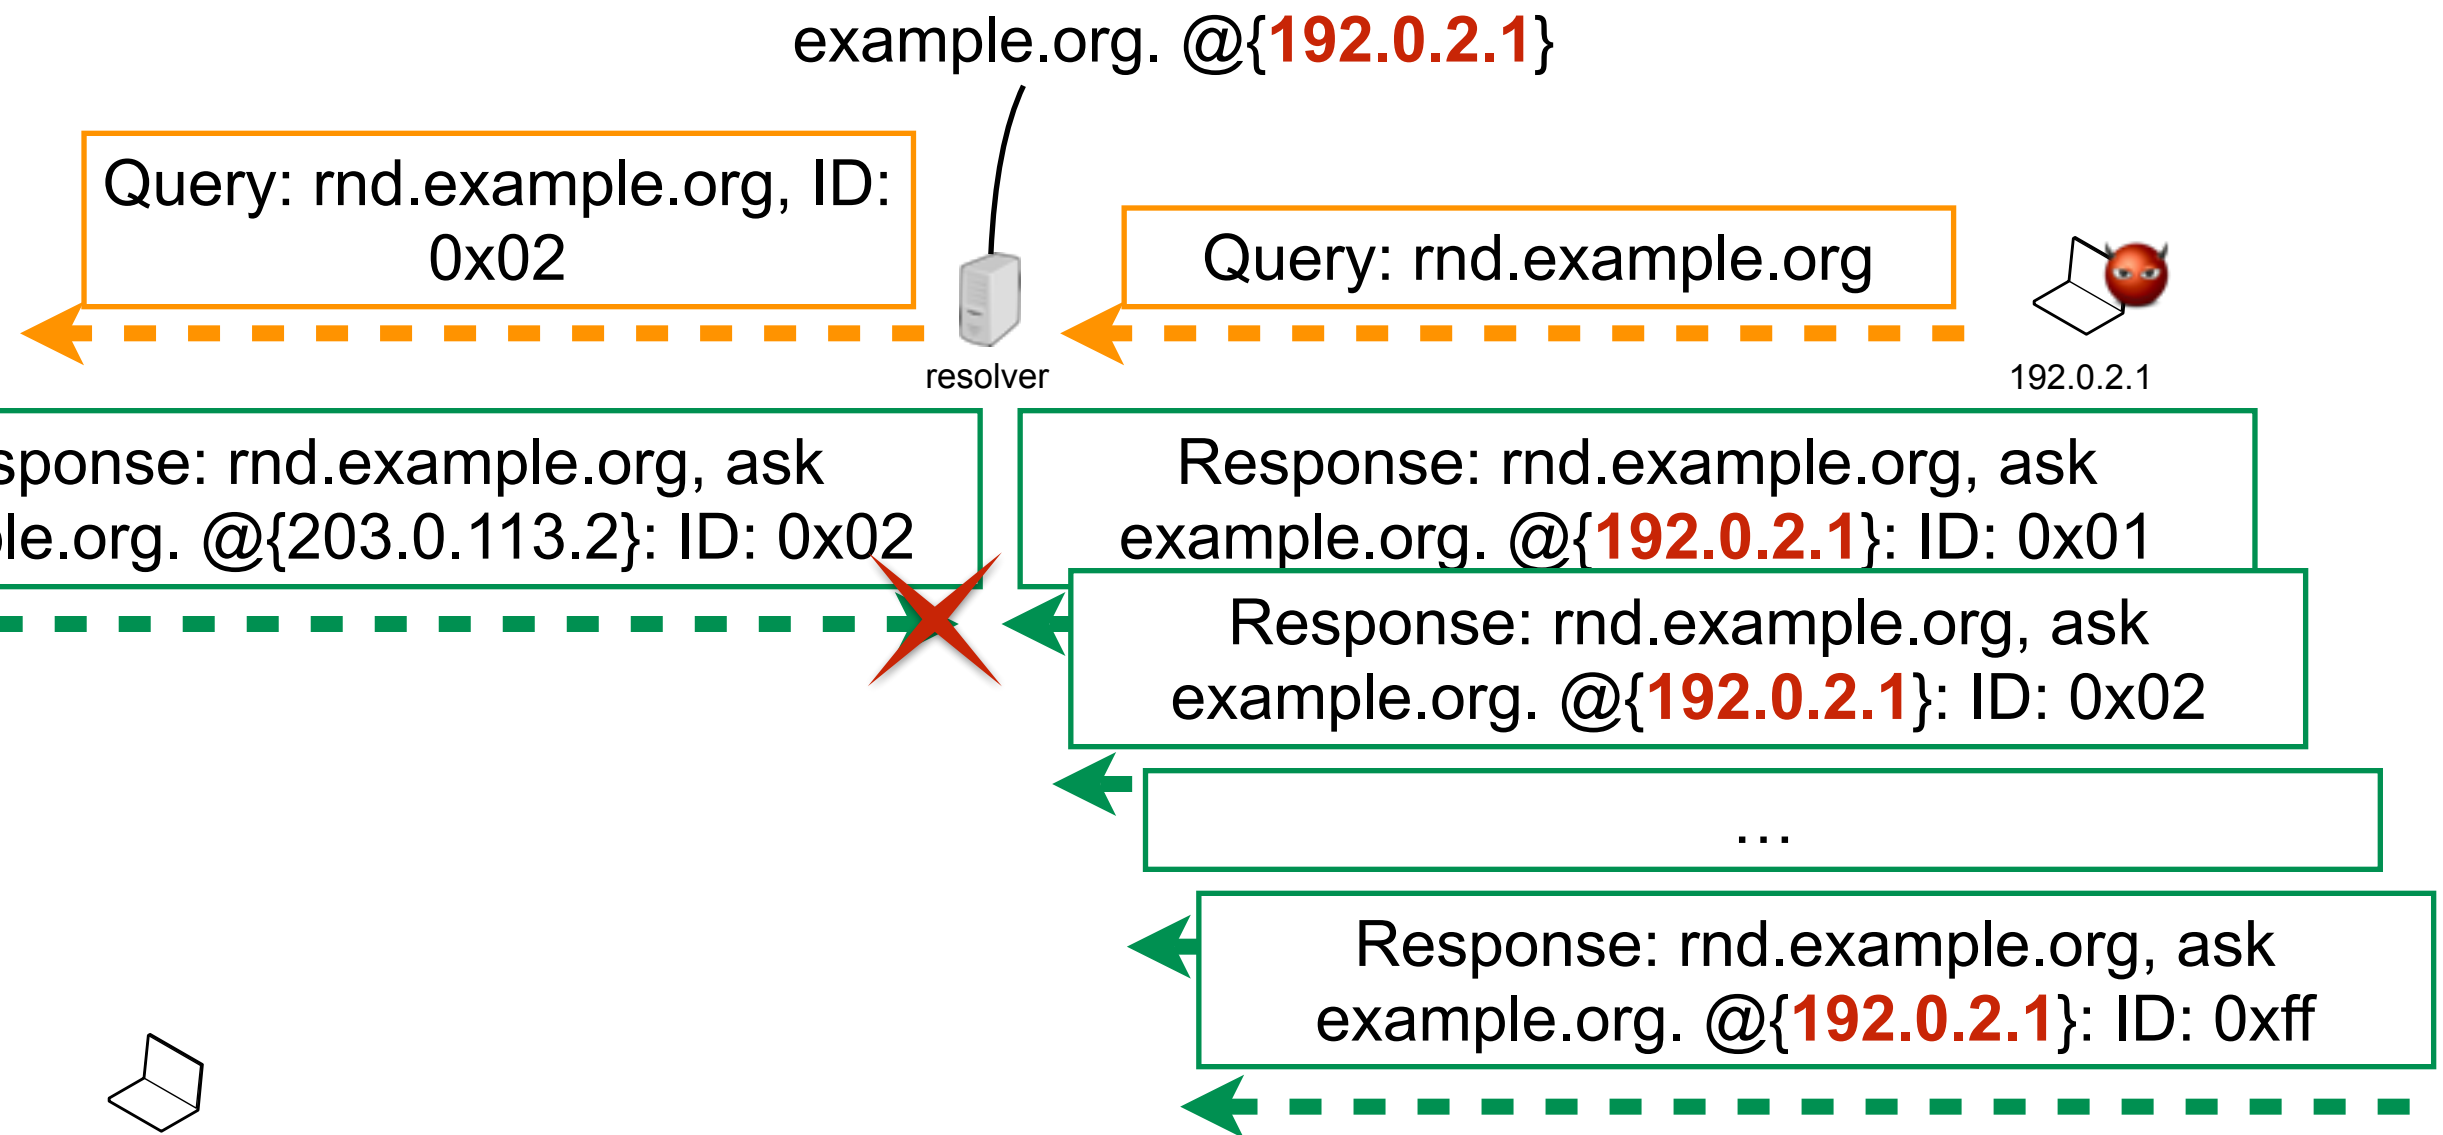 example.org. @{192.0.2.1}
Query: rnd.example.org, ID:
0x02
Query: rnd.example.org
resolver
192.0.2.1
sponse: rnd.example.org, ask
le.org. @{203.0.113.2}: ID: 0x02
Response: rnd.example.org, ask
example.org. @{192.0.2.1}: ID: 0x01
Response: rnd.example.org, ask
example.org. @{192.0.2.1}: ID: 0x02
…
Response: rnd.example.org, ask
example.org. @{192.0.2.1}: ID: 0xff